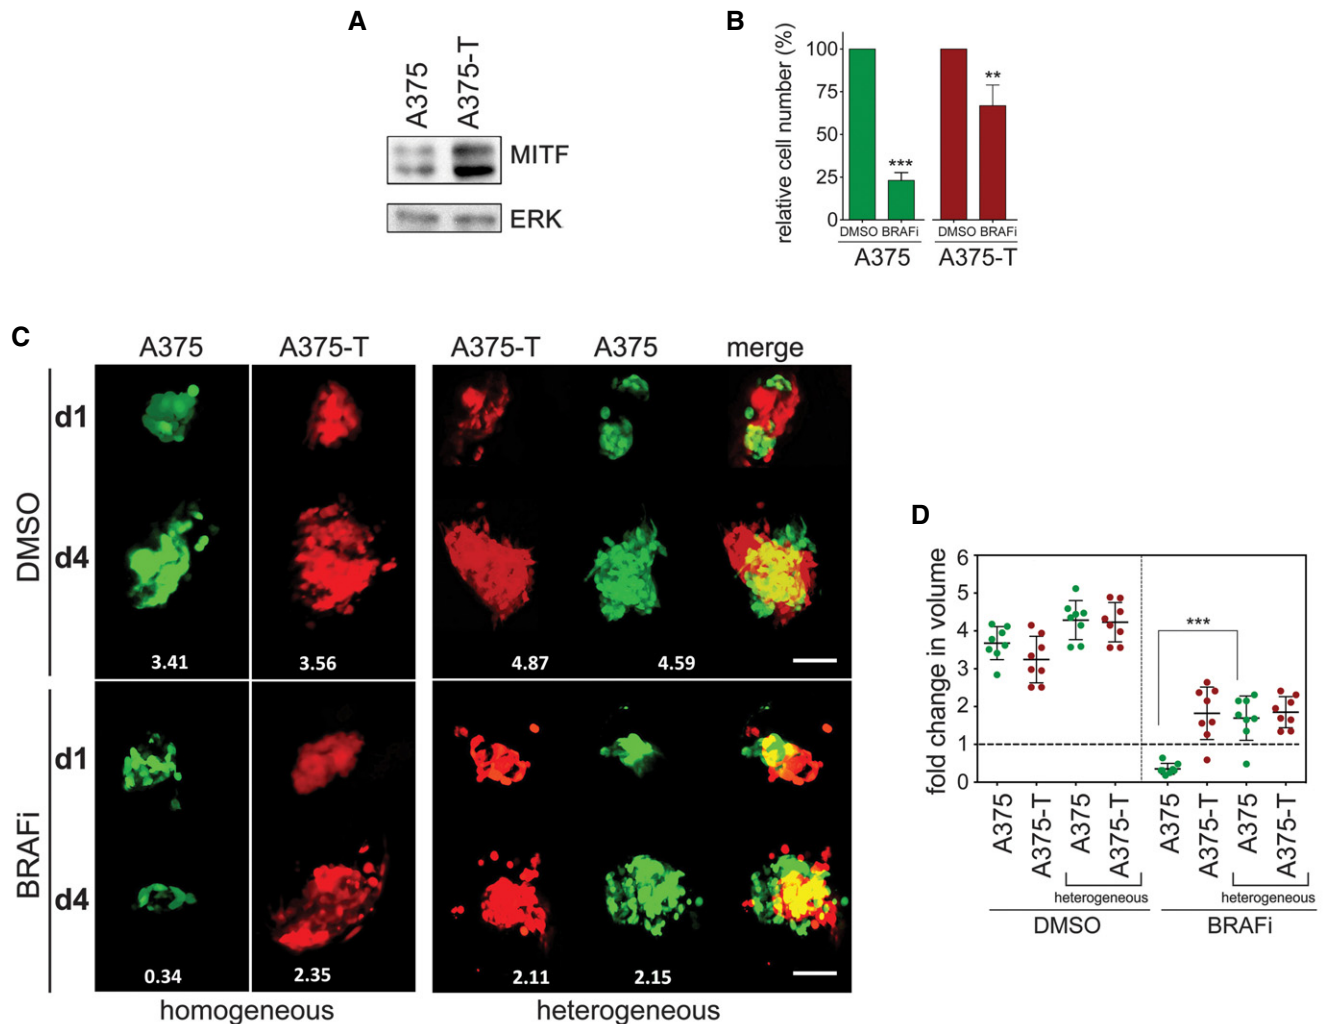 A
A375
A375-T
MITF
ERK
B
relative cell number (%)
100
75
50
25
0
***
**
DMSO BRAFi DMSO BRAFi
A375 A375-T
C
A375 A375-T A375-T A375 merge
DMSO
d1
d4
3.41 3.56 4.87 4.59
BRAFi
d1
d4
0.34 2.35 2.11 2.15
homogeneous heterogeneous
D
fold change in volume
6
5
4
3
2
1
0
***
A375
A375-T
A375
A375-T
A375
A375-T
A375
A375-T
heterogeneous heterogeneous
DMSO BRAFi